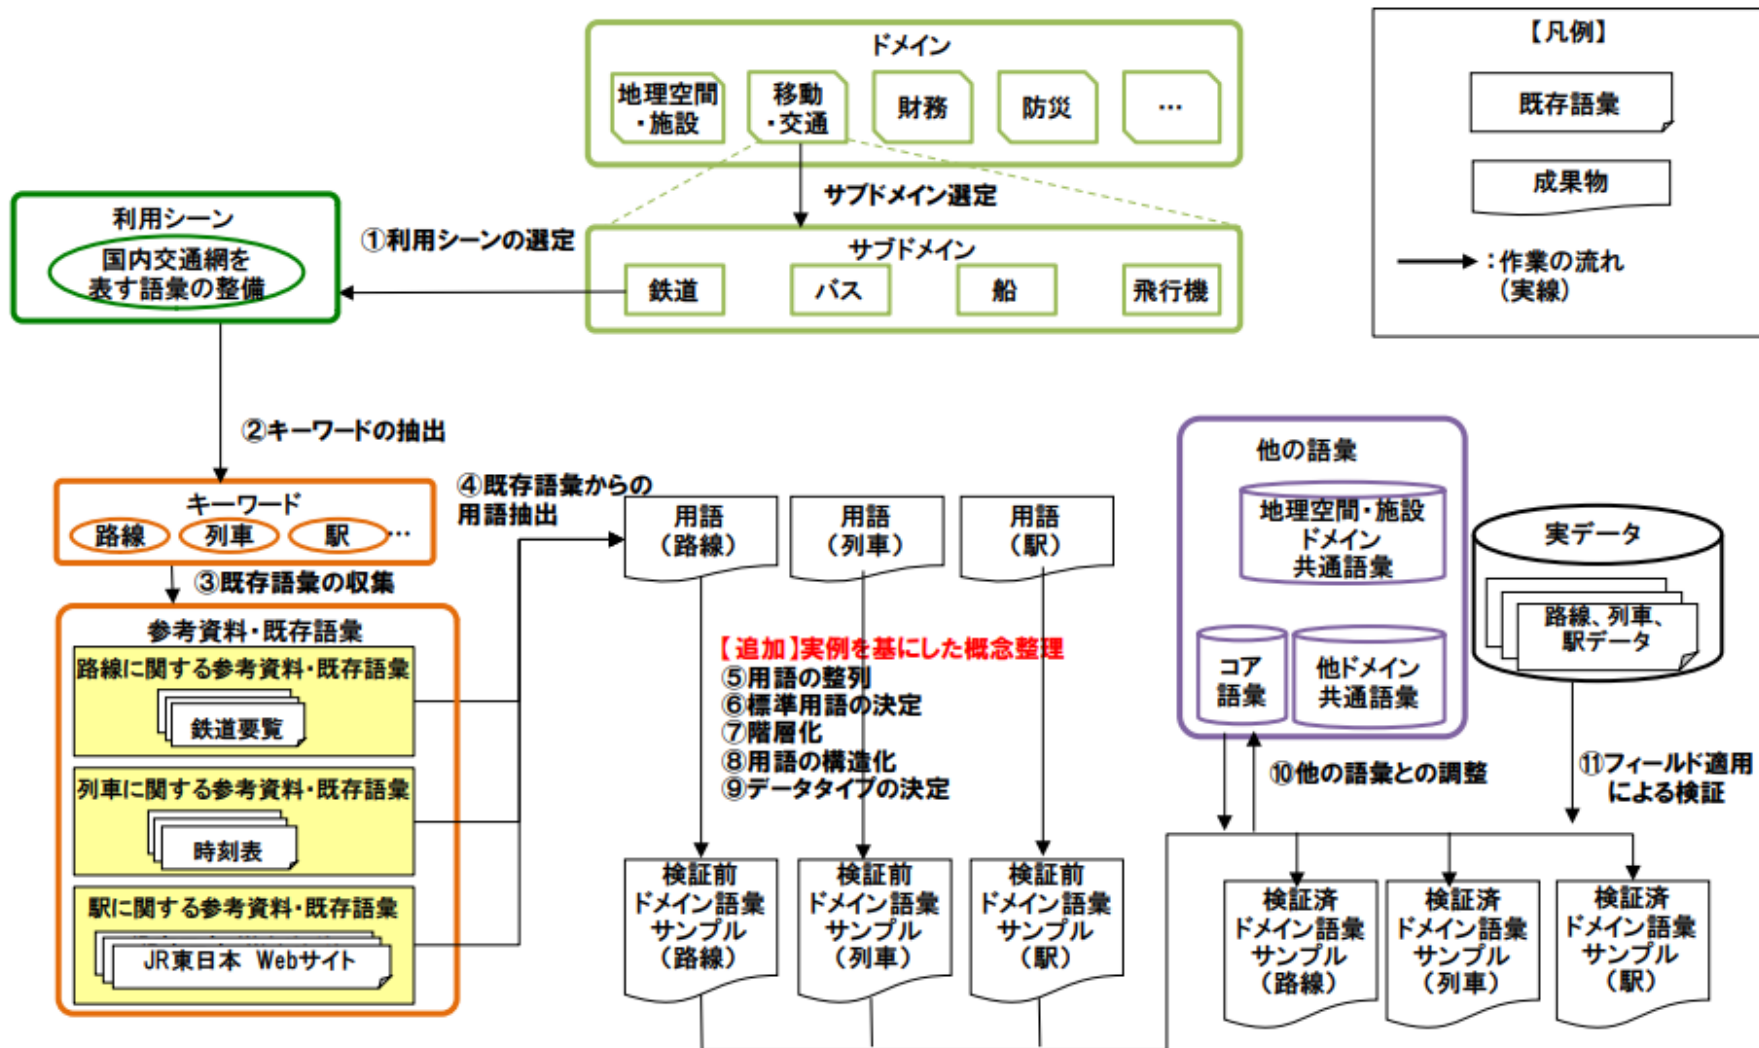 ドメイン
地理空間
・施設
移動
・交通
財務
防災
…
【凡例】
既存語彙
成果物
：作業の流れ
（実線）
サブドメイン選定
サブドメイン
鉄道
バス
船
飛行機
①利用シーンの選定
利用シーン
国内交通網を
表す語彙の整備
②キーワードの抽出
キーワード
路線
列車
駅
…
③既存語彙の収集
参考資料・既存語彙
路線に関する参考資料・既存語彙
鉄道要覧
列車に関する参考資料・既存語彙
時刻表
駅に関する参考資料・既存語彙
JR東日本 Webサイト
④既存語彙からの
用語抽出
用語
（路線）
用語
（列車）
用語
（駅）
【追加】実例を基にした概念整理
⑤用語の整列
⑥標準用語の決定
⑦階層化
⑧用語の構造化
⑨データタイプの決定
検証前
ドメイン語彙
サンプル
（路線）
検証前
ドメイン語彙
サンプル
（列車）
検証前
ドメイン語彙
サンプル
（駅）
他の語彙
地理空間・施設
ドメイン
共通語彙
コア
語彙
他ドメイン
共通語彙
⑩他の語彙との調整
実データ
路線、列車、
駅データ
⑪フィールド適用
による検証
検証済
ドメイン語彙
サンプル
（路線）
検証済
ドメイン語彙
サンプル
（列車）
検証済
ドメイン語彙
サンプル
（駅）